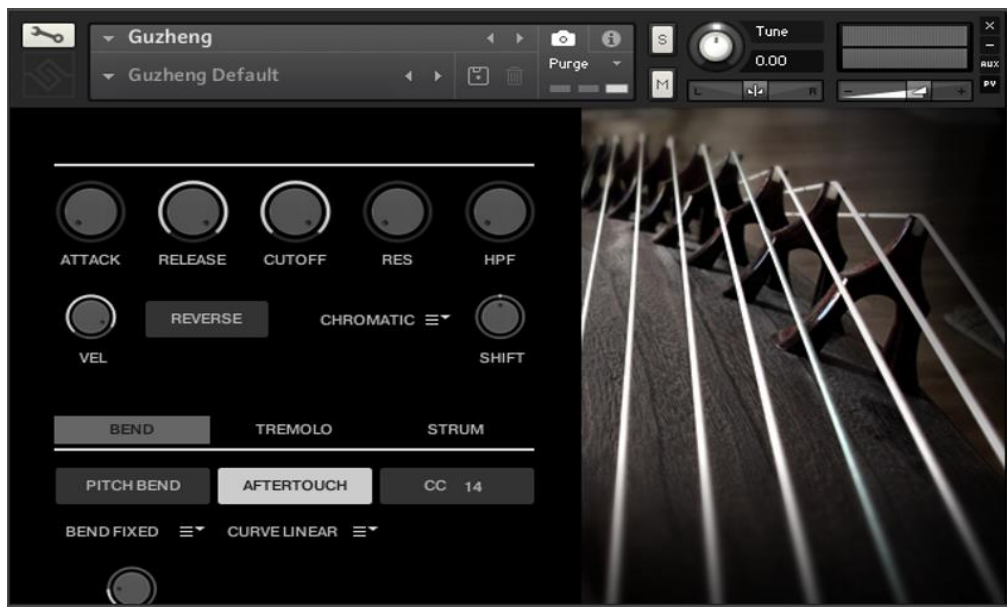 Guzheng
Guzheng Default
Purge
S
M
Tune
0.00
L R
- +
×
-
AUX
PV
ATTACK RELEASE CUTOFF RES HPF
REVERSE CHROMATIC
VEL SHIFT
BEND TREMOLO STRUM
PITCH BEND AFTERTOUCH CC 14
BEND FIXED CURVE LINEAR